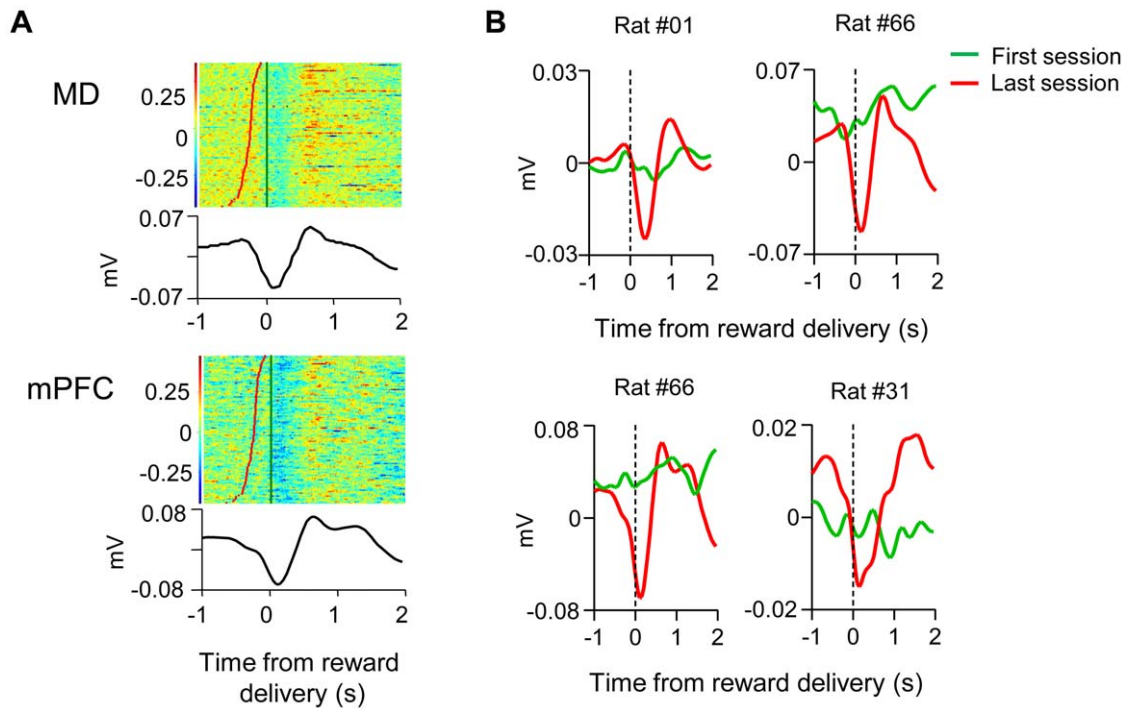 A
MD
0.25
0
-0.25
0.07
mV
-0.07
-1 0 1 2
mPFC
0.25
0
-0.25
0.08
mV
-0.08
-1 0 1 2
Time from reward
delivery (s)
B
First session
Last session
Rat #01
0.03
mV
0
-0.03
-1 0 1 2
Rat #66
0.07
0
-0.07
-1 0 1 2
Time from reward delivery (s)
Rat #66
0.08
mV
0
-0.08
-1 0 1 2
Rat #31
0.02
0
-0.02
-1 0 1 2
Time from reward delivery (s)